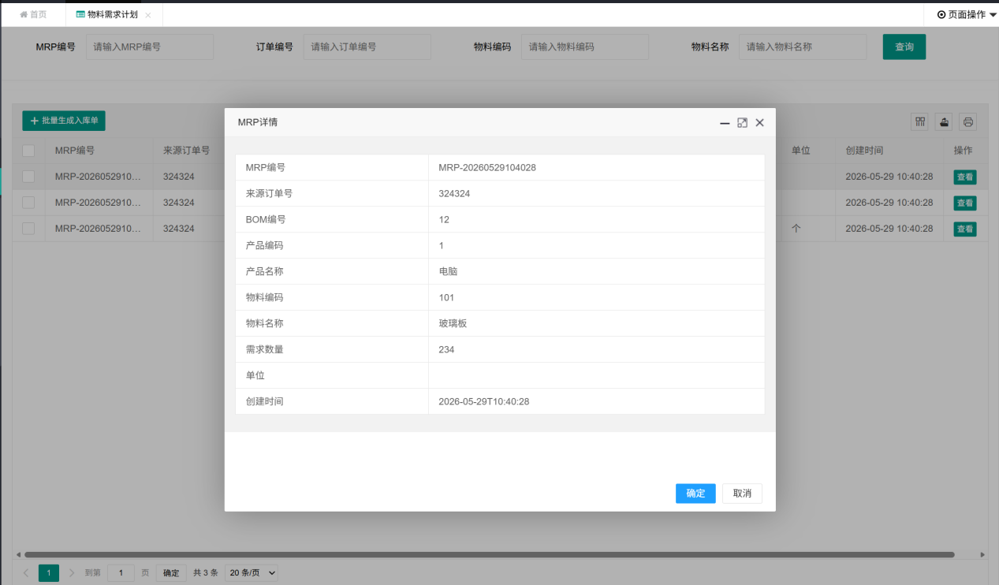 首页 物料需求计划 页面操作
MRP编号 请输入MRP编号 订单编号 请输入订单编号 物料编码 请输入物料编码 物料名称 请输入物料名称 查询
批量生成入库单
MRP编号 来源订单号 单位 创建时间 操作
MRP-2026052910... 324324 2026-05-29 10:40:28 查看
MRP-2026052910... 324324 2026-05-29 10:40:28 查看
MRP-2026052910... 324324 个 2026-05-29 10:40:28 查看
MRP详情
MRP编号 MRP-20260529104028
来源订单号 324324
BOM编号 12
产品编码 1
产品名称 电脑
物料编码 101
物料名称 玻璃板
需求数量 234
单位
创建时间 2026-05-29T10:40:28
确定 取消
1 到第 1 页 确定 共 3 条 20 条/页